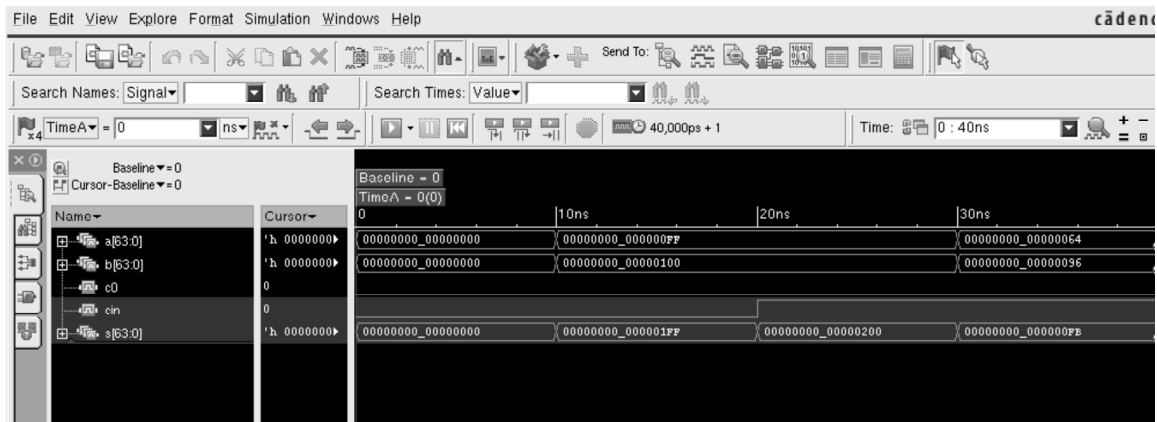 File Edit View Explore Format Simulation Windows Help
cādenc
Send To:
Search Names: Signal
Search Times: Value
x4 TimeA = 0 ns
40,000ps + 1
Time: 0 : 40ns
Baseline = 0
Cursor-Baseline = 0
Baseline = 0
TimeA = 0(0)
Name Cursor 0 10ns 20ns 30ns
a[63:0] 'h 0000000 00000000_00000000 00000000_000000FF 00000000_00000064
b[63:0] 'h 0000000 00000000_00000000 00000000_00000100 00000000_00000096
c0 0
cin 0
s[63:0] 'h 0000000 00000000_00000000 00000000_000001FF 00000000_00000200 00000000_000000FB